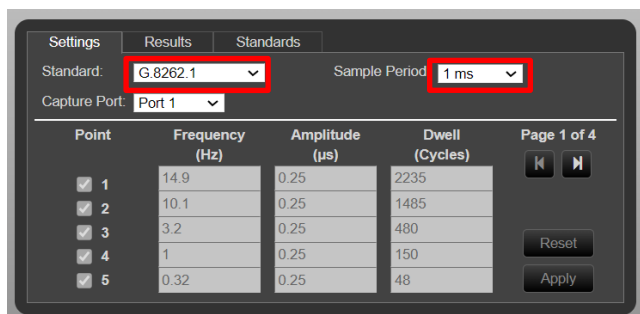 Settings Results Standards
Standard: G.8262.1 Sample Period: 1 ms
Capture Port: Port 1
Point Frequency (Hz) Amplitude (µs) Dwell (Cycles) Page 1 of 4
1 14.9 0.25 2235
2 10.1 0.25 1485
3 3.2 0.25 480
4 1 0.25 150
5 0.32 0.25 48
Reset
Apply